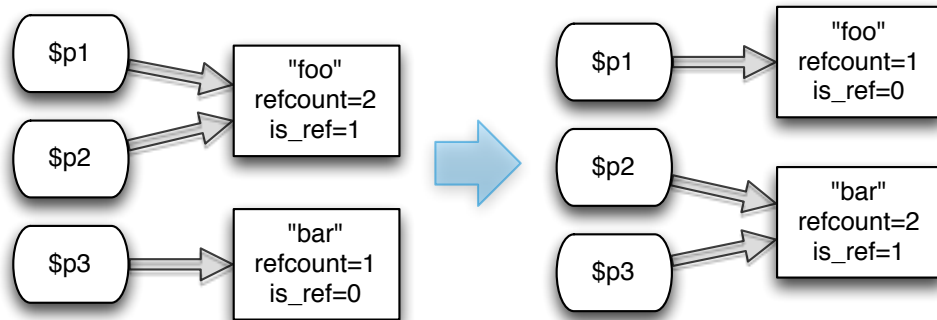 $p1
$p2
$p3
"foo"
refcount=2
is_ref=1
"bar"
refcount=1
is_ref=0
$p1
$p2
$p3
"foo"
refcount=1
is_ref=0
"bar"
refcount=2
is_ref=1